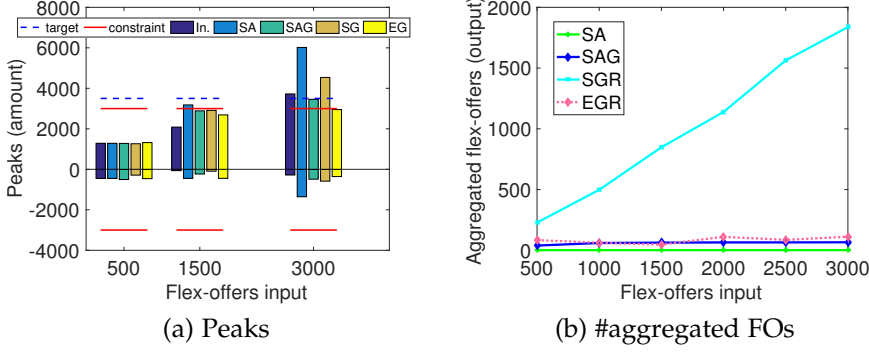 8000
target constraint In. SA SAG SG EG
6000
4000
2000
0
-2000
-4000
500 1500 3000
Peaks (amount)
Flex-offers input
(a) Peaks
2000
1500
1000
500
0
SA
SAG
SGR
EGR
500 1000 1500 2000 2500 3000
Aggregated flex-offers (output)
Flex-offers input
(b) #aggregated FOs